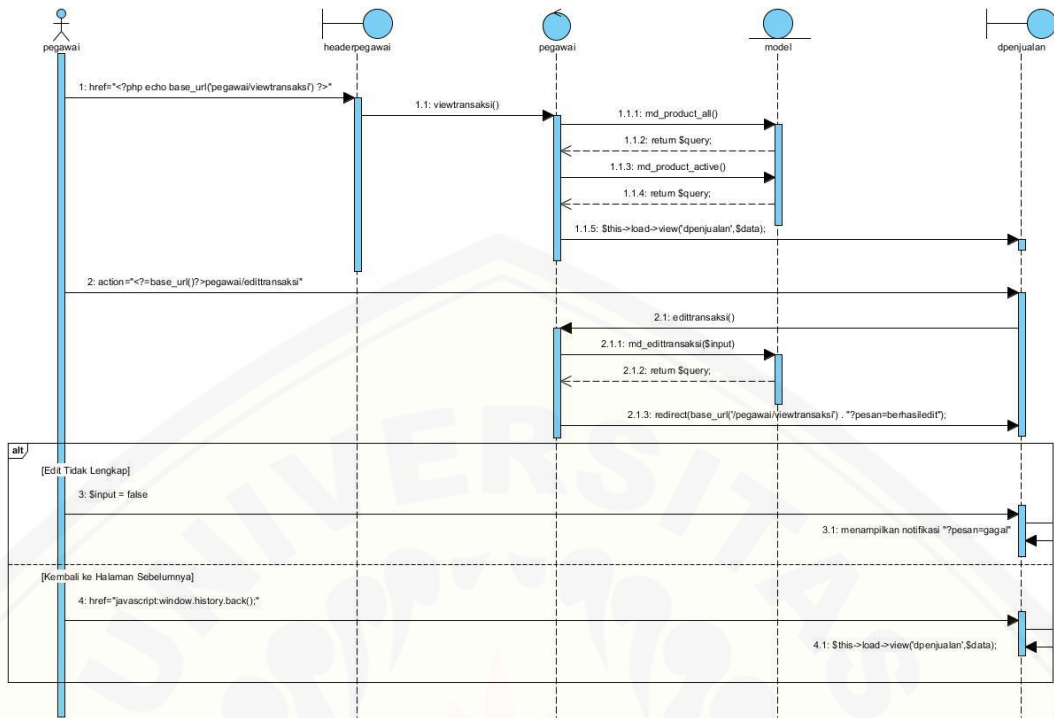 pegawai
headerpegawai
pegawai
model
dpenjualan
1: href="<?php echo base_url('pegawai/viewtransaksi') ?>"
1.1: viewtransaksi()
1.1.1: md_product_all()
1.1.2: return $query;
1.1.3: md_product_active()
1.1.4: return $query;
1.1.5: $this->load->view('dpenjualan',$data);
2: action="<?=base_url()?>pegawai/edittransaksi"
2.1: edittransaksi()
2.1.1: md_edittransaksi($input)
2.1.2: return $query;
2.1.3: redirect(base_url('/pegawai/viewtransaksi') . "?pesan=berhasiledit");
alt
[Edit Tidak Lengkap]
3: $input = false
3.1: menampilkan notifikasi "?pesan=gagal"
[Kembali ke Halaman Sebelumnya]
4: href="javascript:window.history.back();"
4.1: $this->load->view('dpenjualan',$data);
UNIVERSITAS